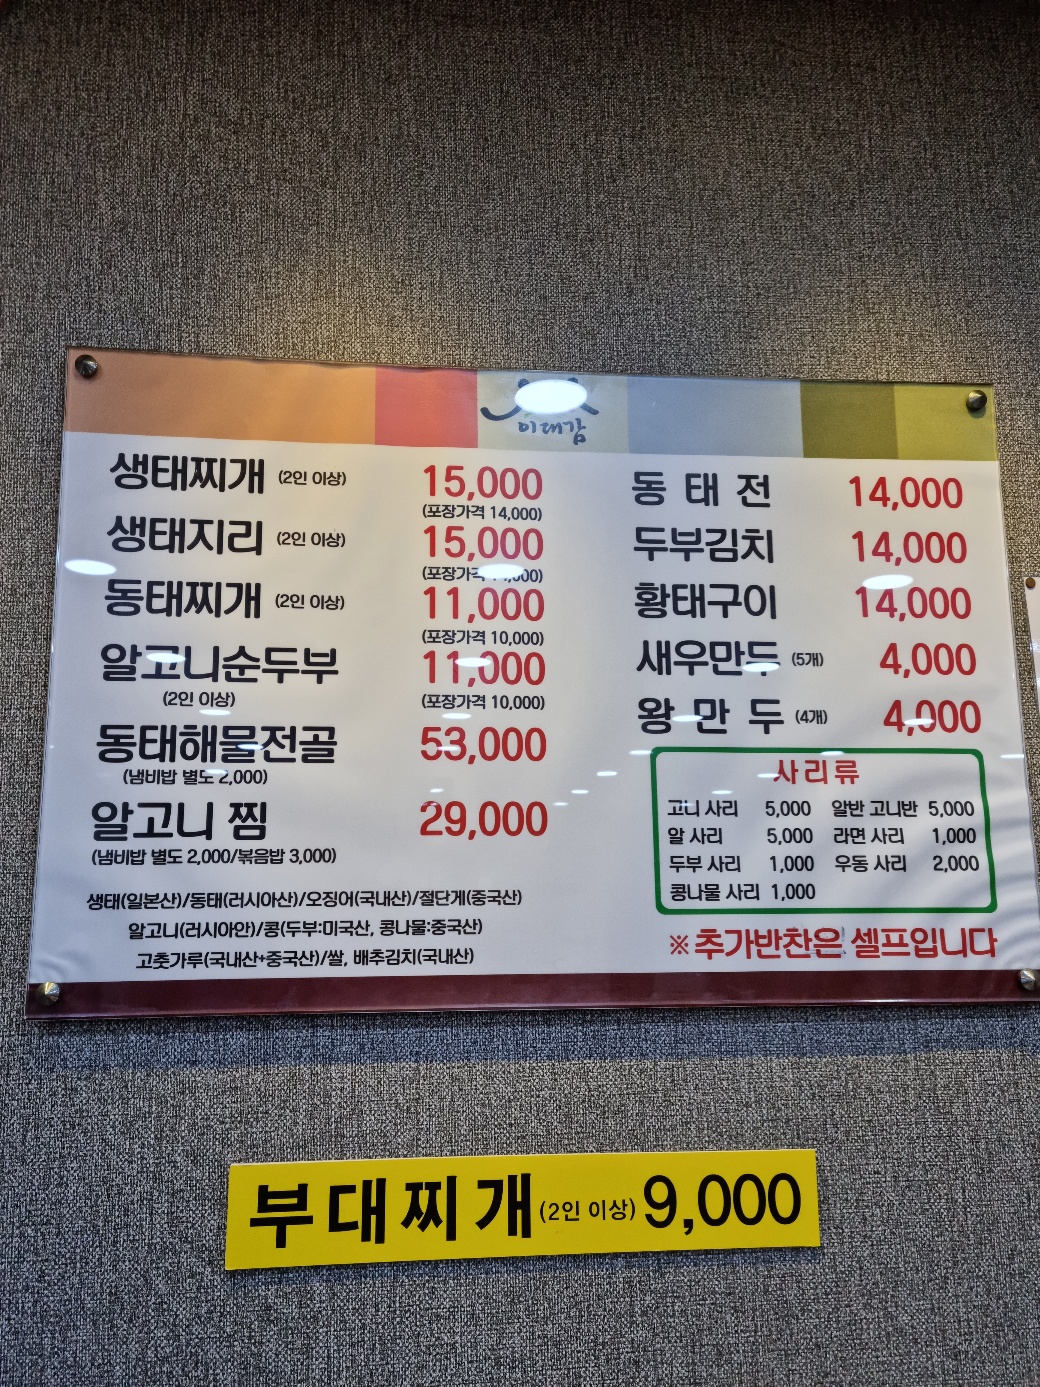 이대감
생태찌개 (2인 이상) 15,000
(포장가격 14,000)
생태지리 (2인 이상) 15,000
(포장가격
동태찌개 (2인 이상) 11,000
(포장가격 10,000)
알고니순두부 11,000
(2인 이상) (포장가격 10,000)
동태해물전골 53,000
(냄비밥 별도 2,000)
알고니 찜 29,000
(냄비밥 별도 2,000/볶음밥 3,000)
생태(일본산)/동태(러시아산)/오징어(국내산)/절단게(중국산)
알고니(러시아안)/콩(두부:미국산, 콩나물:중국산)
고춧가루(국내산+중국산)/쌀, 배추김치(국내산)
동 태 전 14,000
두부김치 14,000
황태구이 14,000
새우만두 (5개) 4,000
왕 만 두 (4개) 4,000
사리류
고니 사리 5,000 알반 고니반 5,000
알 사리 5,000 라면 사리 1,000
두부 사리 1,000 우동 사리 2,000
콩나물 사리 1,000
※추가반찬은 셀프입니다
부대찌개(2인 이상)9,000